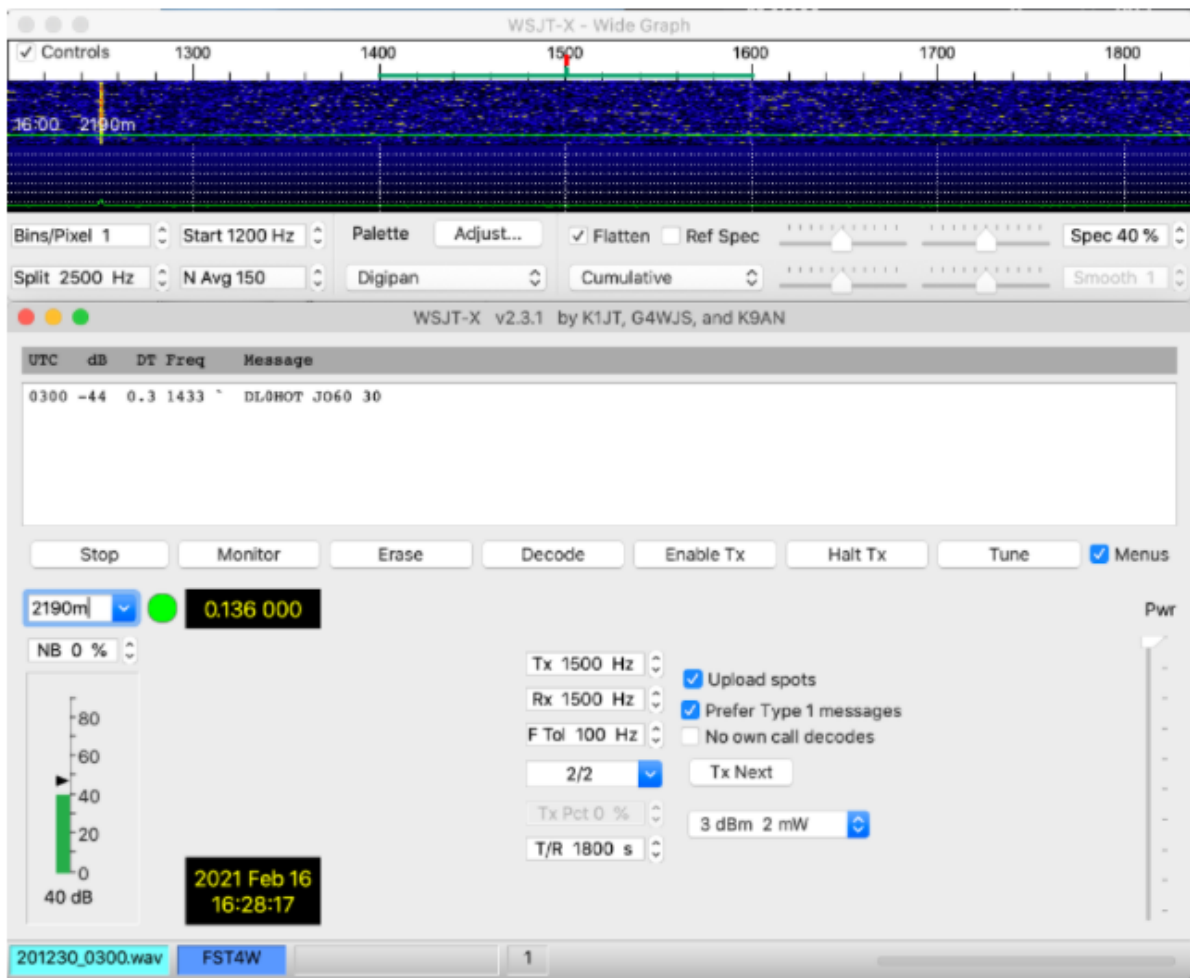 WSJT-X - Wide Graph
Controls 1300 1400 1500 1600 1700 1800
16:00 2190m
Bins/Pixel 1 Start 1200 Hz Palette Adjust... Flatten Ref Spec Spec 40 %
Split 2500 Hz N Avg 150 Digipan Cumulative Smooth 1
WSJT-X v2.3.1 by K1JT, G4WJS, and K9AN
UTC dB DT Freq Message
0300 -44 0.3 1433 ` DL0HOT JO60 30
Stop Monitor Erase Decode Enable Tx Halt Tx Tune Menus
2190m 0.136 000 Pwr
NB 0 %
Tx 1500 Hz
Upload spots
Rx 1500 Hz
Prefer Type 1 messages
F Tol 100 Hz
No own call decodes
2/2 Tx Next
Tx Pct 0 %
3 dBm 2 mW
T/R 1800 s
80
60
40
20
0
40 dB
2021 Feb 16
16:28:17
201230_0300.wav FST4W 1